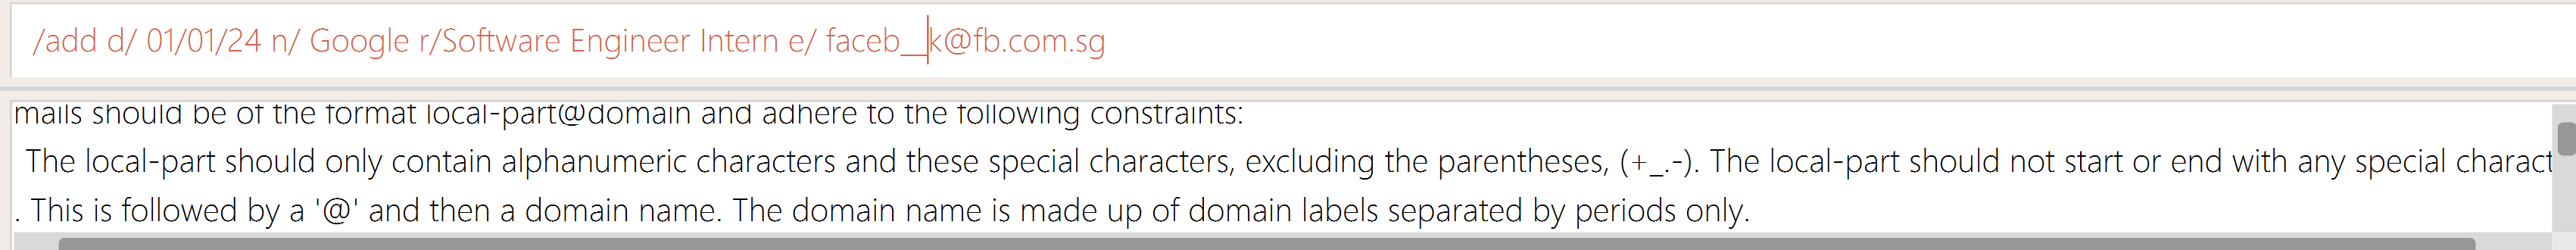 /add d/ 01/01/24 n/ Google r/Software Engineer Intern e/ faceb__k@fb.com.sg
mails should be of the format local-part@domain and adhere to the following constraints:
The local-part should only contain alphanumeric characters and these special characters, excluding the parentheses, (+_.-). The local-part should not start or end with any special charact
. This is followed by a '@' and then a domain name. The domain name is made up of domain labels separated by periods only.